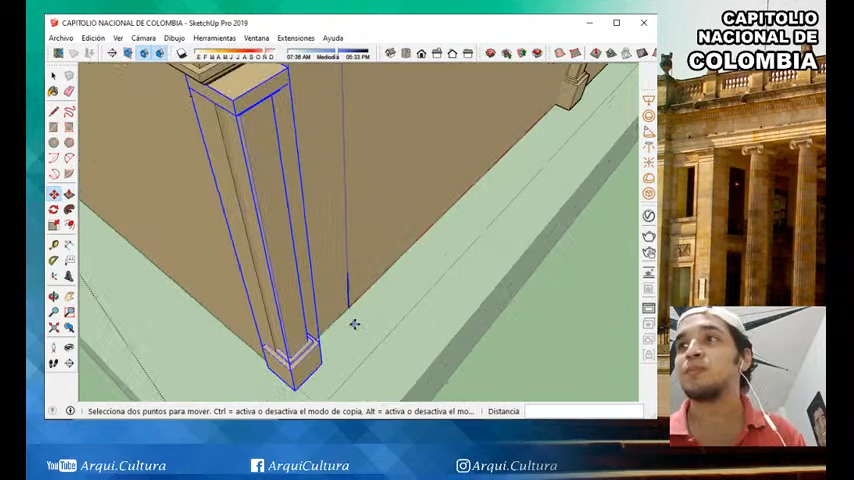 CAPITOLIO NACIONAL DE COLOMBIA - SketchUp Pro 2019
Archivo Edición Ver Cámara Dibujo Herramientas Ventana Extensiones Ayuda
E F M A M J J A S O N D 07:36 AM Mediodía 05:33 PM
CAPITOLIO
NACIONAL DE
COLOMBIA
Selecciona dos puntos para mover. Ctrl = activa o desactiva el modo de copia, Alt = activa o desactiva el mo... Distancia
YouTube Arqui.Cultura ArquiCultura Arqui.Cultura